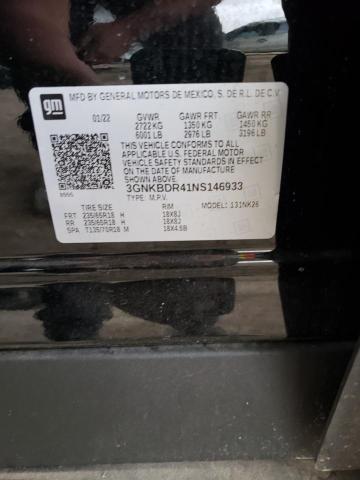 gm
MFD BY GENERAL MOTORS DE MEXICO, S. DE R.L. DE C.V.
01/22 GVWR GAWR FRT GAWR RR
2722 KG 1350 KG 1450 KG
6001 LB 2976 LB 3196 LB
THIS VEHICLE CONFORMS TO ALL
APPLICABLE U.S. FEDERAL MOTOR
VEHICLE SAFETY STANDARDS IN EFFECT
ON THE DATE OF MANUFACTURE
SHOWN ABOVE.
3GNKBDR41NS146933
TYPE: M.P.V. MODEL: 131NK26
TIRE SIZE RIM
FRT 235/65R18 H 18X8J
RR 235/65R18 H 18X8J
SPA T135/70R18 M 18X4.5B